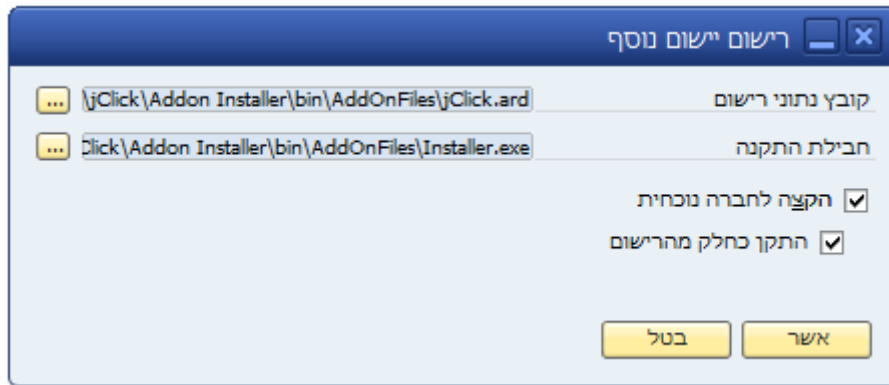 רישום יישום נוסף
קובץ נתוני רישום \jClick\Addon Installer\bin\AddOnFiles\jClick.ard ...
חבילת התקנה Click\Addon Installer\bin\AddOnFiles\Installer.exe ...
הקצה לחברה נוכחית
התקן כחלק מהרישום
אשר בטל